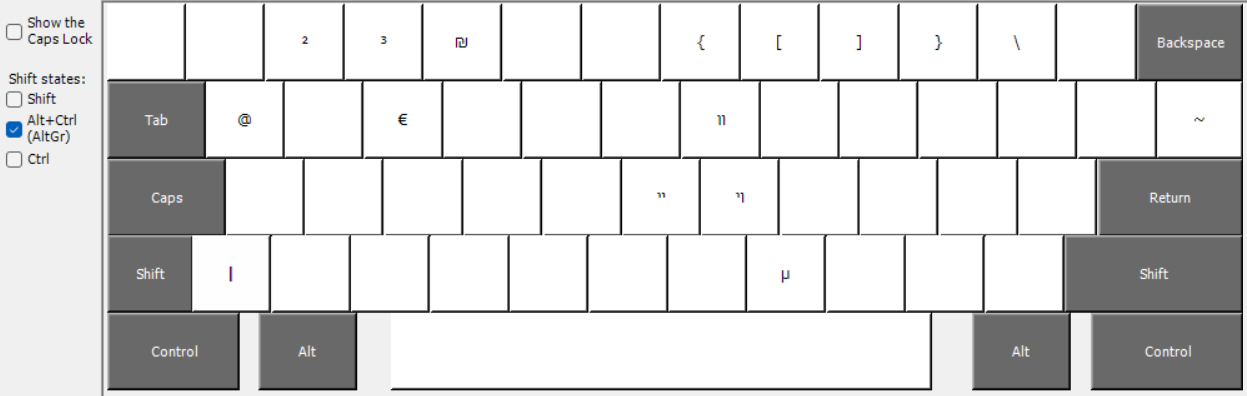 Show the
Caps Lock
Shift states:
Shift
Alt+Ctrl
(AltGr)
Ctrl
² ³ ₪ { [ ] } \ Backspace
Tab @ € װ ~
Caps ײ ױ Return
Shift | µ Shift
Control Alt Alt Control